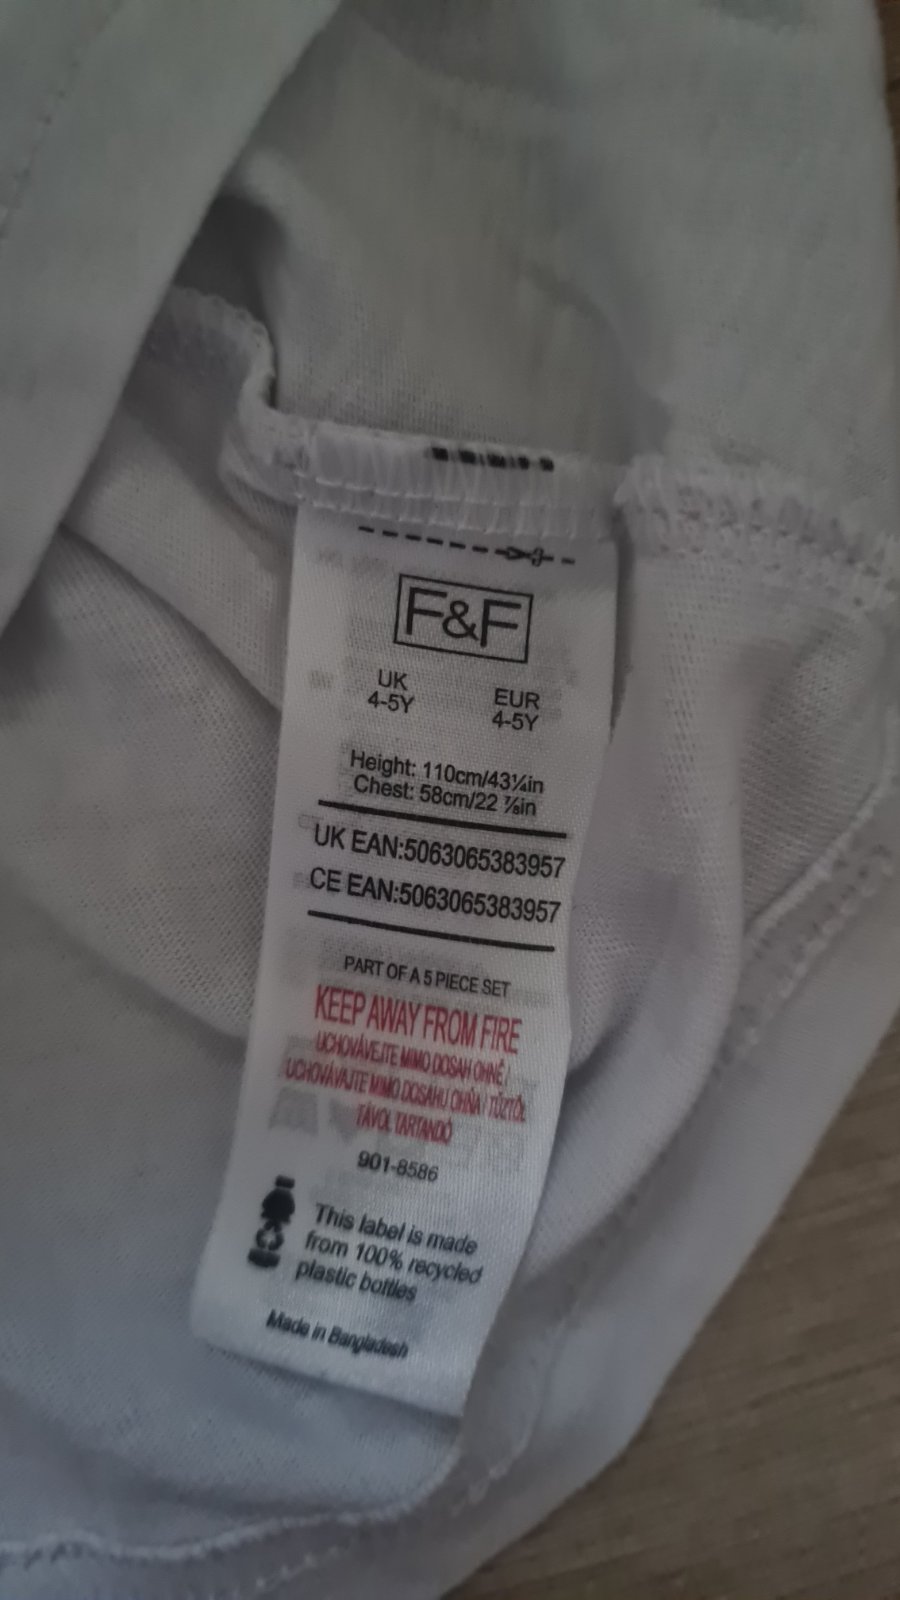 F&F
UK
4-5Y
EUR
4-5Y
Height: 110cm/43¼in
Chest: 58cm/22 ⅞in
UK EAN:5063065383957
CE EAN:5063065383957
PART OF A 5 PIECE SET
KEEP AWAY FROM FIRE
UCHOVÁVEJTE MIMO DOSAH OHNĚ /
UCHOVÁVAJTE MIMO DOSAHU OHŇA / TŰZTŐL
TÁVOL TARTANDÓ
901-8586
This label is made
from 100% recycled
plastic bottles
Made in Bangladesh